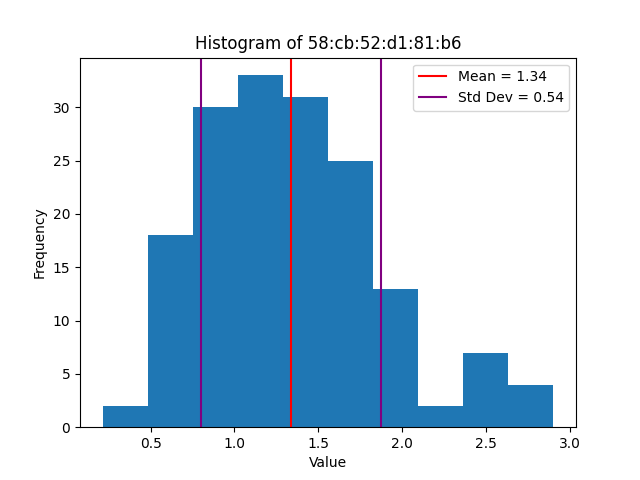 Histogram of 58:cb:52:d1:81:b6
Mean = 1.34
Std Dev = 0.54
Frequency
30
25
20
15
10
5
0
0.5 1.0 1.5 2.0 2.5 3.0
Value